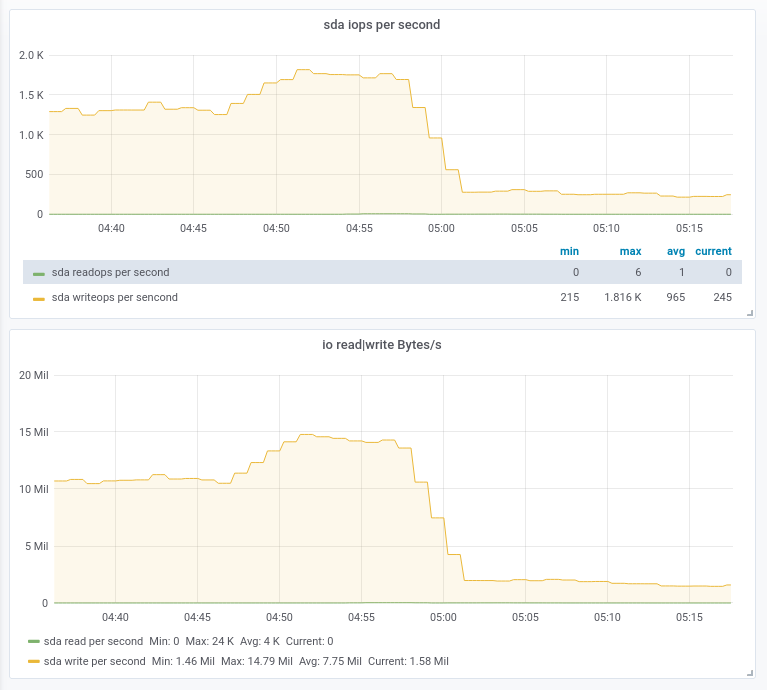 sda iops per second
2.0 K
1.5 K
1.0 K
500
0
04:40 04:45 04:50 04:55 05:00 05:05 05:10 05:15
min max avg current
sda readops per second 0 6 1 0
sda writeops per sencond 215 1.816 K 965 245
io read|write Bytes/s
20 Mil
15 Mil
10 Mil
5 Mil
0
04:40 04:45 04:50 04:55 05:00 05:05 05:10 05:15
sda read per second Min: 0 Max: 24 K Avg: 4 K Current: 0
sda write per second Min: 1.46 Mil Max: 14.79 Mil Avg: 7.75 Mil Current: 1.58 Mil